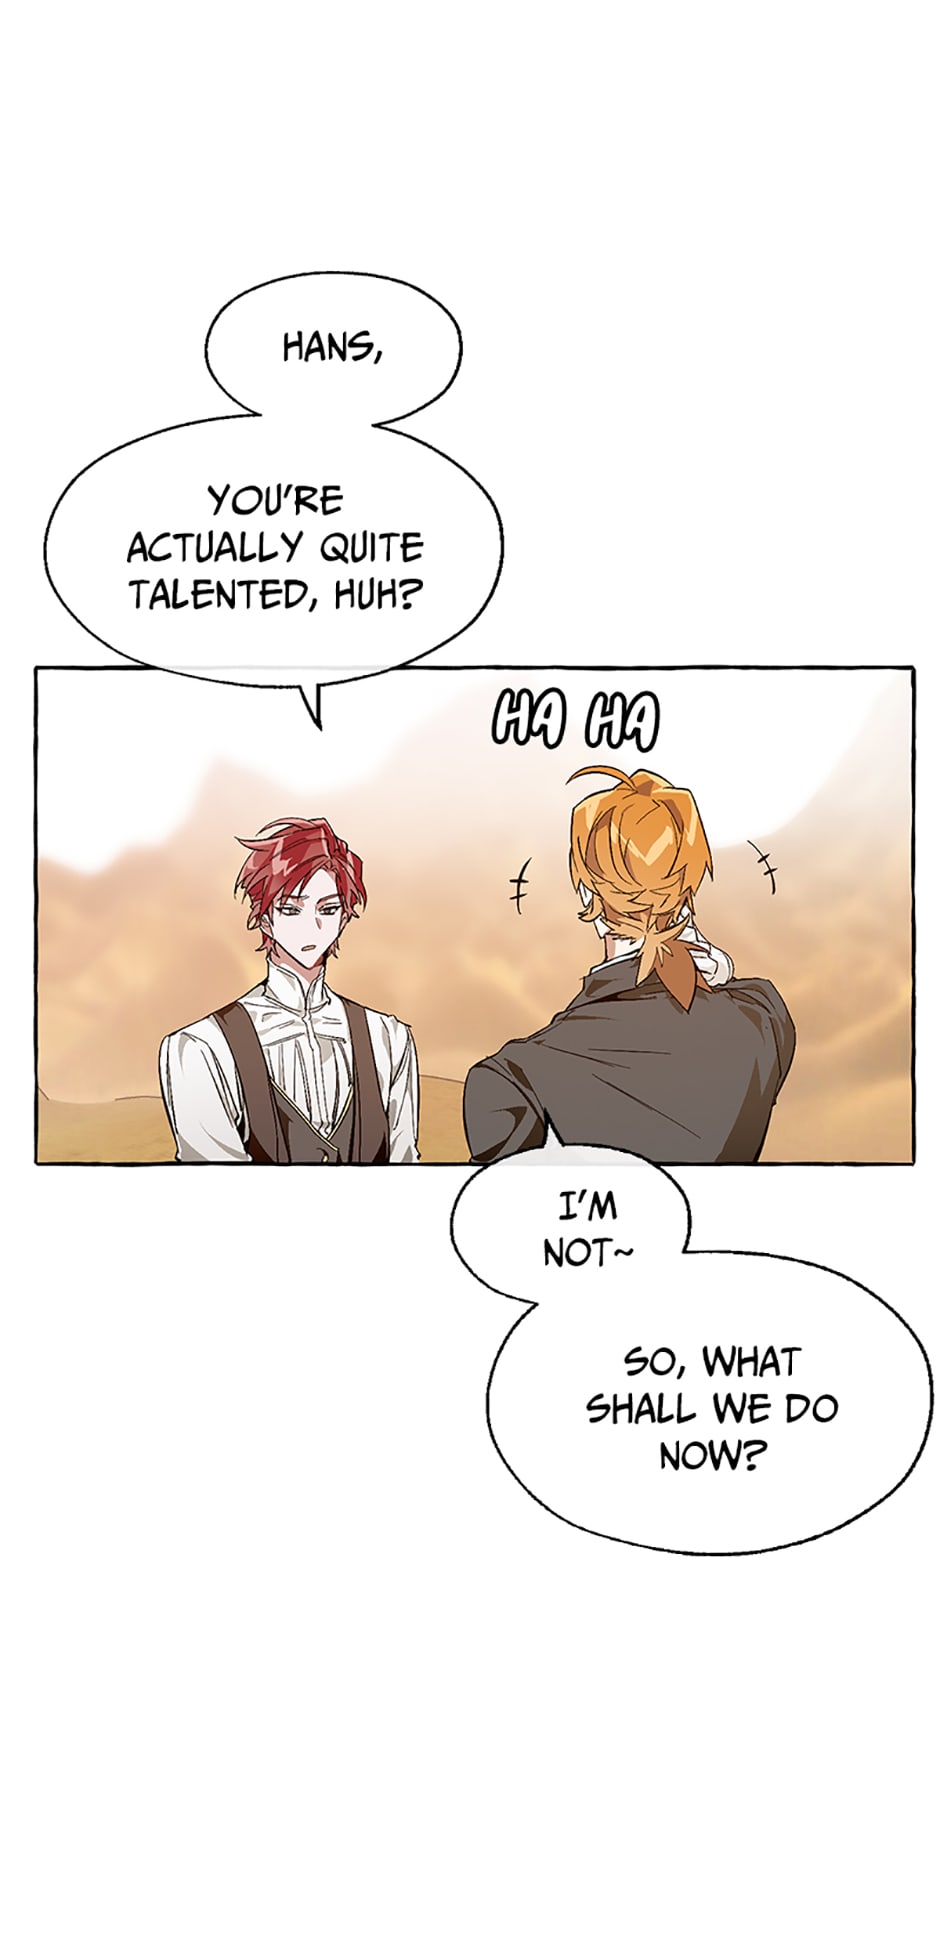 HANS,
YOU'RE
ACTUALLY QUITE
TALENTED, HUH?
HA HA
I'M
NOT~
SO, WHAT
SHALL WE DO
NOW?